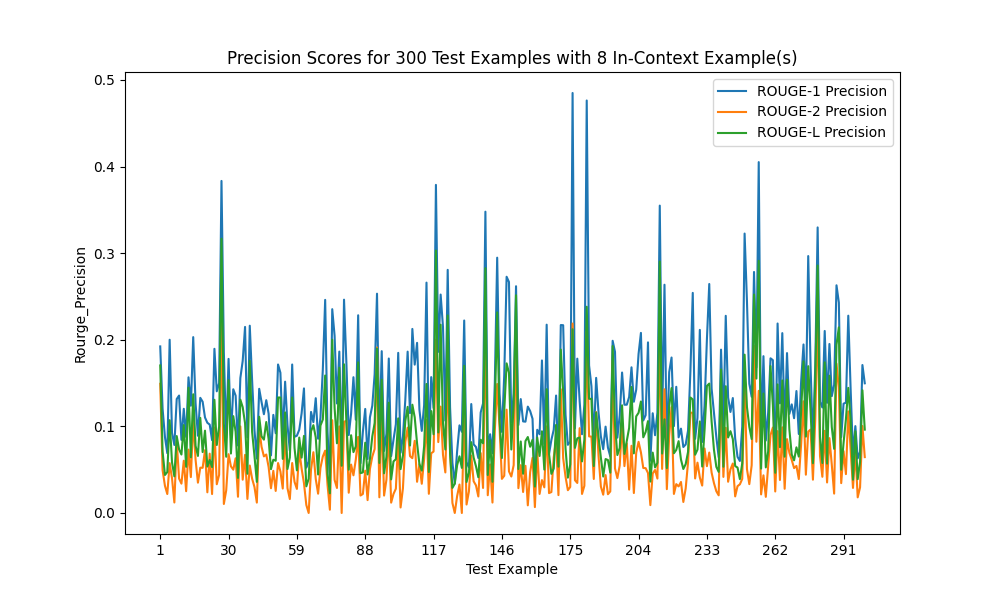 Precision Scores for 300 Test Examples with 8 In-Context Example(s)
ROUGE-1 Precision
ROUGE-2 Precision
ROUGE-L Precision
Rourge_Precision
0.5
0.4
0.3
0.2
0.1
0.0
1 30 59 88 117 146 175 204 233 262 291
Test Example